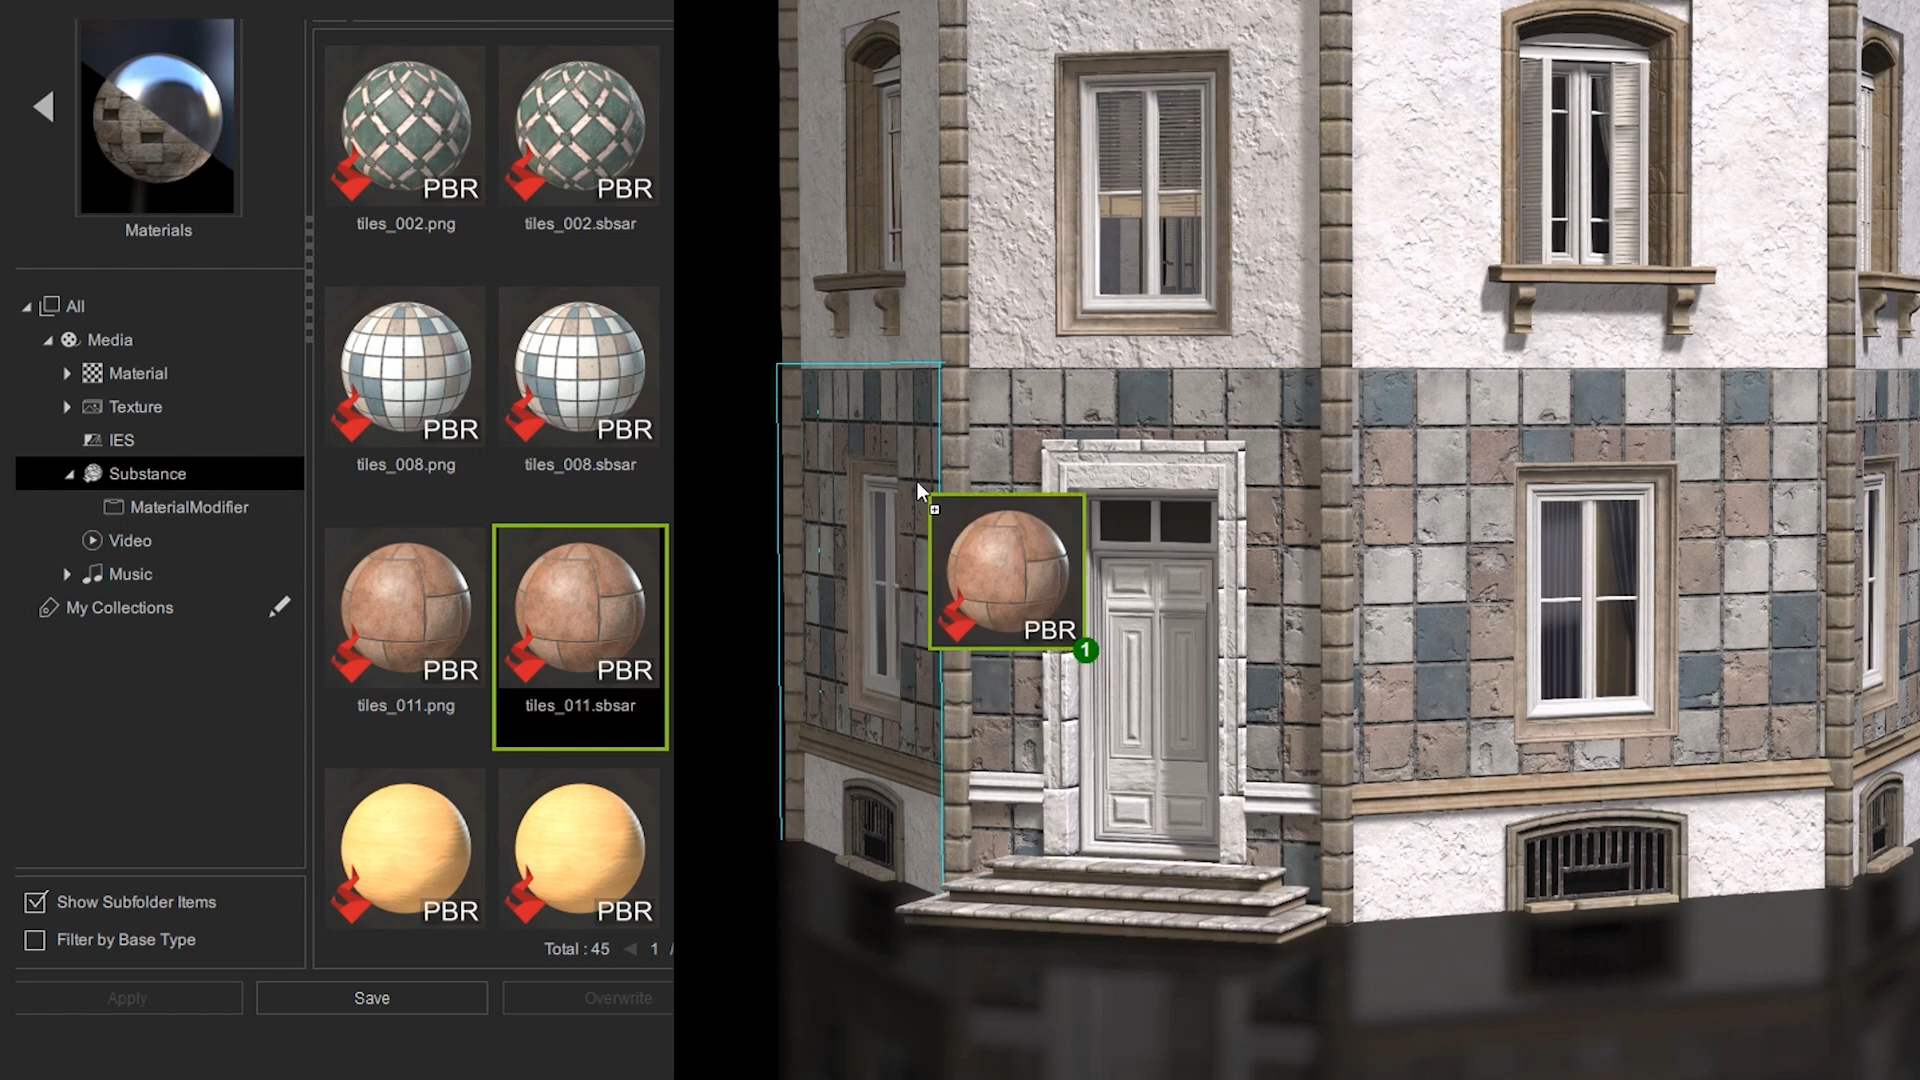 Materials
All
Media
Material
Texture
IES
Substance
MaterialModifier
Video
Music
My Collections
Show Subfolder Items
Filter by Base Type
Apply
Save
Overwrite
PBR
PBR
tiles_002.png
tiles_002.sbsar
PBR
PBR
tiles_008.png
tiles_008.sbsar
PBR
PBR
tiles_011.png
tiles_011.sbsar
PBR
PBR
Total : 45
1 /
PBR
1